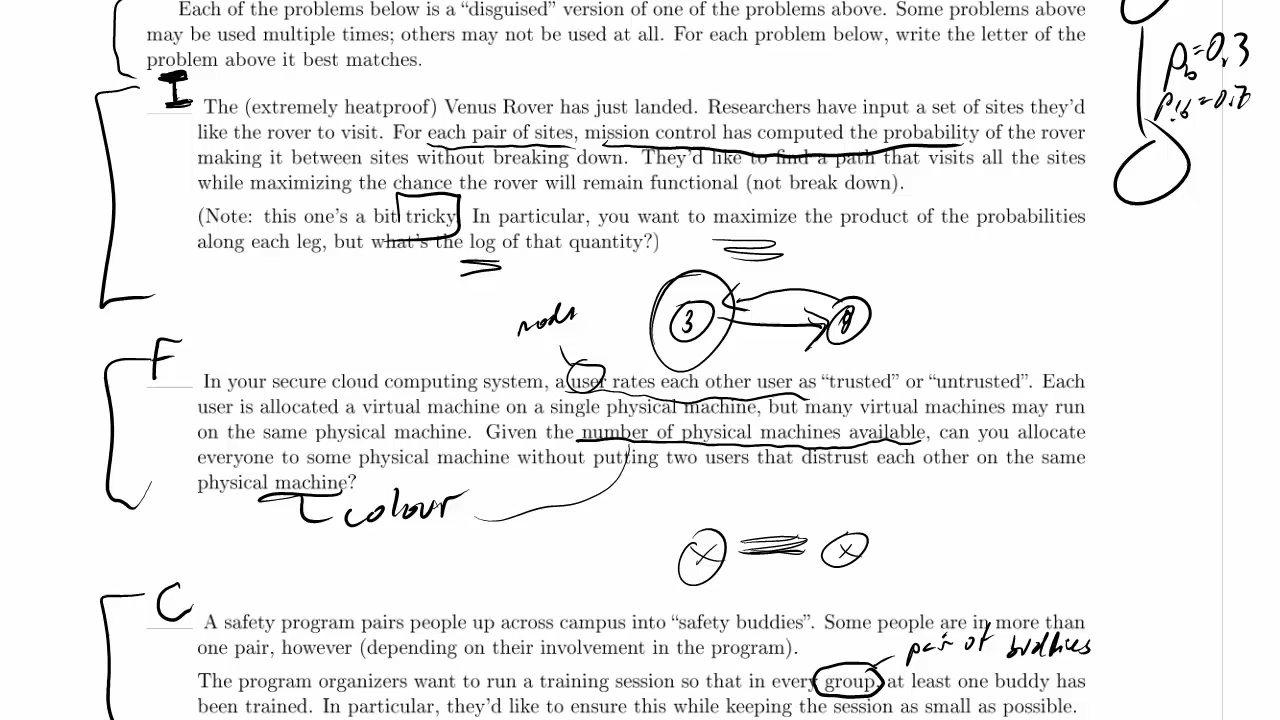 Each of the problems below is a “disguised” version of one of the problems above. Some problems above
may be used multiple times; others may not be used at all. For each problem below, write the letter of the
problem above it best matches.
I
The (extremely heatproof) Venus Rover has just landed. Researchers have input a set of sites they’d
like the rover to visit. For each pair of sites, mission control has computed the probability of the rover
making it between sites without breaking down. They’d like to find a path that visits all the sites
while maximizing the chance the rover will remain functional (not break down).
(Note: this one’s a bit tricky. In particular, you want to maximize the product of the probabilities
along each leg, but what’s the log of that quantity?)
3
F
In your secure cloud computing system, a user rates each other user as “trusted” or “untrusted”. Each
user is allocated a virtual machine on a single physical machine, but many virtual machines may run
on the same physical machine. Given the number of physical machines available, can you allocate
everyone to some physical machine without putting two users that distrust each other on the same
physical machine?
colour
C
A safety program pairs people up across campus into “safety buddies”. Some people are in more than
one pair, however (depending on their involvement in the program).
pair of buddies
The program organizers want to run a training session so that in every group, at least one buddy has
been trained. In particular, they’d like to ensure this while keeping the session as small as possible.